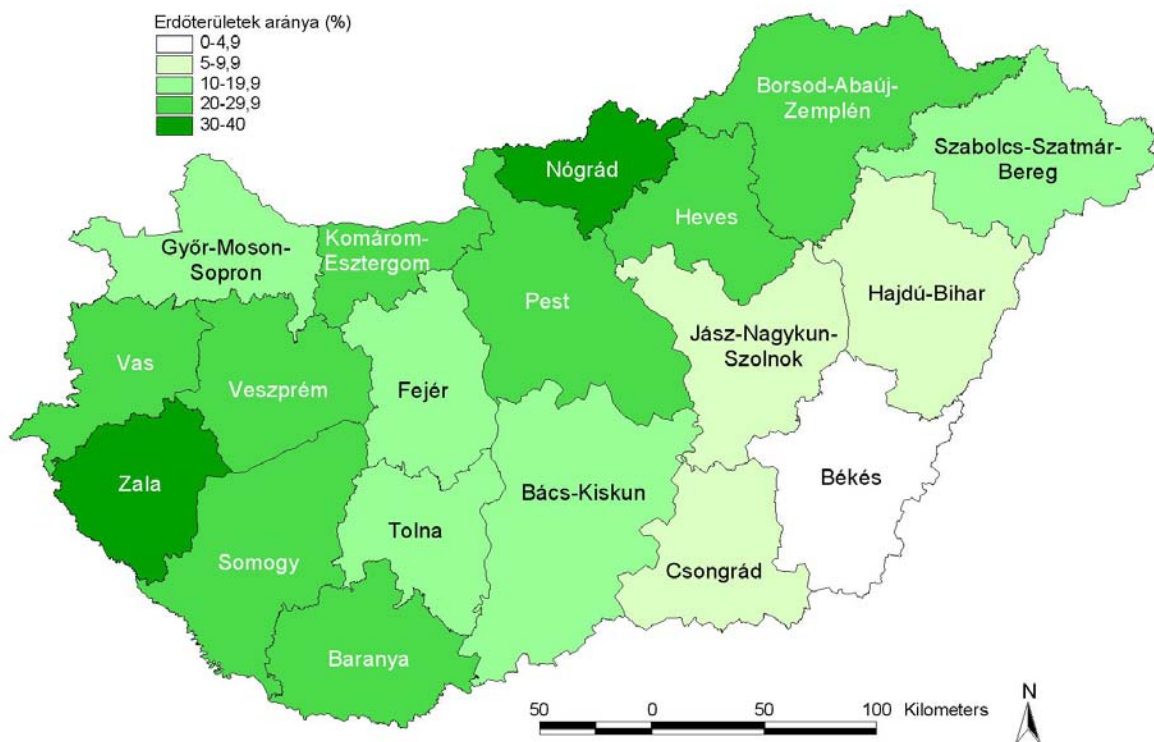 Erdőterületek aránya (%)
0-4,9
5-9,9
10-19,9
20-29,9
30-40
Borsod-Abaúj-
Zemplén
Szabolcs-Szatmár-
Bereg
Nógrád
Heves
Győr-Moson-
Sopron
Komárom-
Esztergom
Pest
Hajdú-Bihar
Jász-Nagykun-
Szolnok
Vas
Veszprém
Fejér
Zala
Bács-Kiskun
Békés
Tolna
Somogy
Csongrád
Baranya
50 0 50 100 Kilometers
N